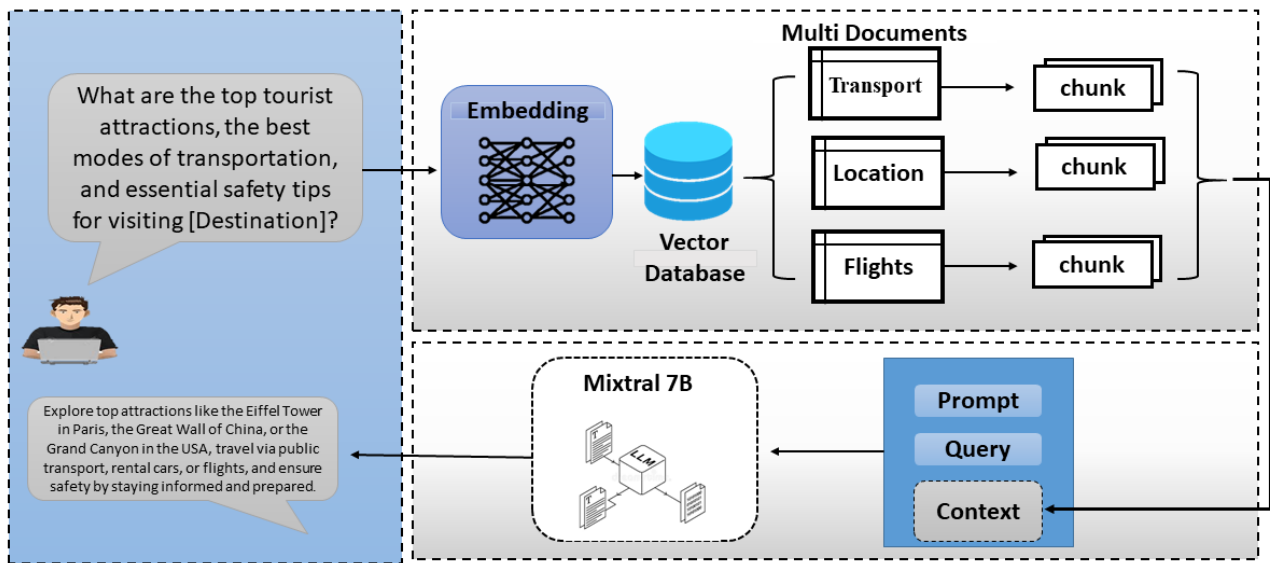 What are the top tourist
attractions, the best
modes of transportation,
and essential safety tips
for visiting [Destination]?
Explore top attractions like the Eiffel Tower
in Paris, the Great Wall of China, or the
Grand Canyon in the USA, travel via public
transport, rental cars, or flights, and ensure
safety by staying informed and prepared.
Embedding
Vector
Database
Multi Documents
Transport
chunk
Location
chunk
Flights
chunk
Mixtral 7B
T
LLM
T
Prompt
Query
Context